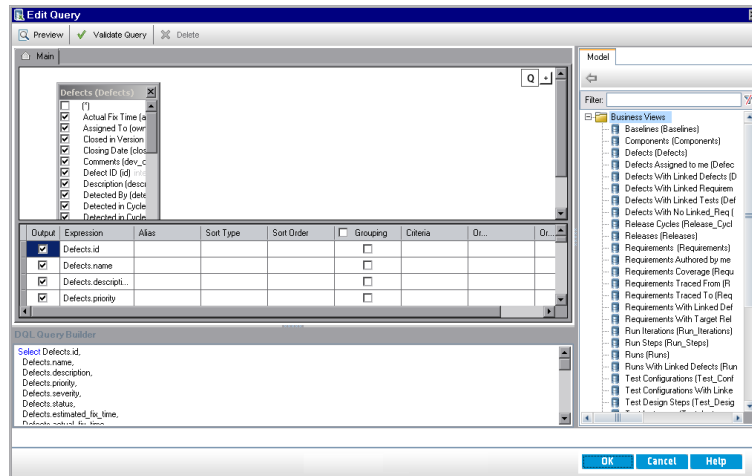 Edit Query
Preview Validate Query Delete
Main
Q +
Defects (Defects)
(*)
Actual Fix Time (a
Assigned To (own
Closed in Version
Closing Date (clos
Comments (dev_c
Defect ID (id)
Description (descr
Detected By (dete
Detected in Cycle
Detected in Cycle
Output Expression Alias Sort Type Sort Order Grouping Criteria Or... Or...
Defects.id
Defects.name
Defects.descripti...
Defects.priority
DQL Query Builder
Select Defects.id,
Defects.name,
Defects.description,
Defects.priority,
Defects.severity,
Defects.status,
Defects.estimated_fix_time,
Defects.actual_fix_time
Model
Filter:
Business Views
Baselines (Baselines)
Components (Components)
Defects (Defects)
Defects Assigned to me (Defec
Defects With Linked Defects (D
Defects With Linked Requirem
Defects With Linked Tests (Def
Defects With No Linked_Req (
Release Cycles (Release_Cycl
Releases (Releases)
Requirements (Requirements)
Requirements Authored by me
Requirements Coverage (Requ
Requirements Traced From (R
Requirements Traced To (Req
Requirements With Linked Def
Requirements With Target Rel
Run Iterations (Run_Iterations)
Run Steps (Run_Steps)
Runs (Runs)
Runs With Linked Defects (Run
Test Configurations (Test_Conf
Test Configurations With Linke
Test Design Steps (Test_Desig
OK Cancel Help